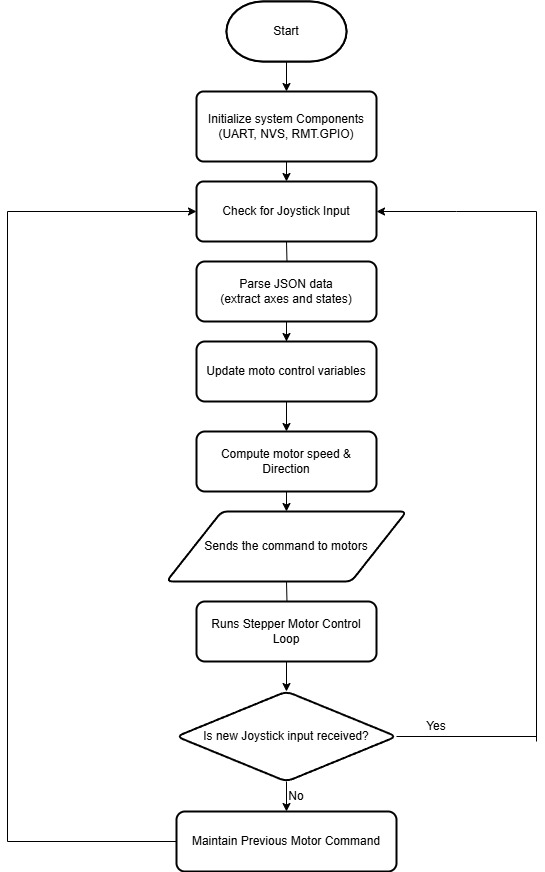 Start
Initialize system Components
(UART, NVS, RMT.GPIO)
Check for Joystick Input
Parse JSON data
(extract axes and states)
Update moto control variables
Compute motor speed &
Direction
Sends the command to motors
Runs Stepper Motor Control
Loop
Is new Joystick input received?
Yes
No
Maintain Previous Motor Command